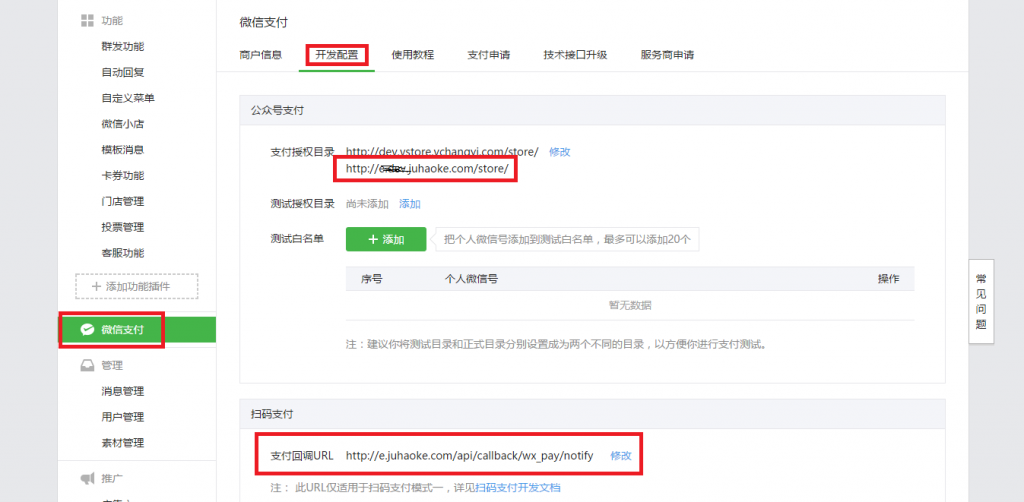 功能
群发功能
自动回复
自定义菜单
微信小店
模板消息
卡券功能
门店管理
投票管理
客服功能
添加功能插件
微信支付
管理
消息管理
用户管理
素材管理
推广
微信支付
商户信息 开发配置 使用教程 支付申请 技术接口升级 服务商申请
公众号支付
支付授权目录 http://dev.vstore.ychangyi.com/store/ 修改
http:// .juhaoke.com/store/
测试授权目录 尚未添加 添加
测试白名单 + 添加 把个人微信号添加到测试白名单，最多可以添加20个
序号 个人微信号 操作
暂无数据
注：建议你将测试目录和正式目录分别设置成为两个不同的目录，以方便你进行支付测试。
扫码支付
支付回调URL http://e.juhaoke.com/api/callback/wx_pay/notify 修改
注： 此URL仅适用于扫码支付模式一，详见扫码支付开发文档
常见问题